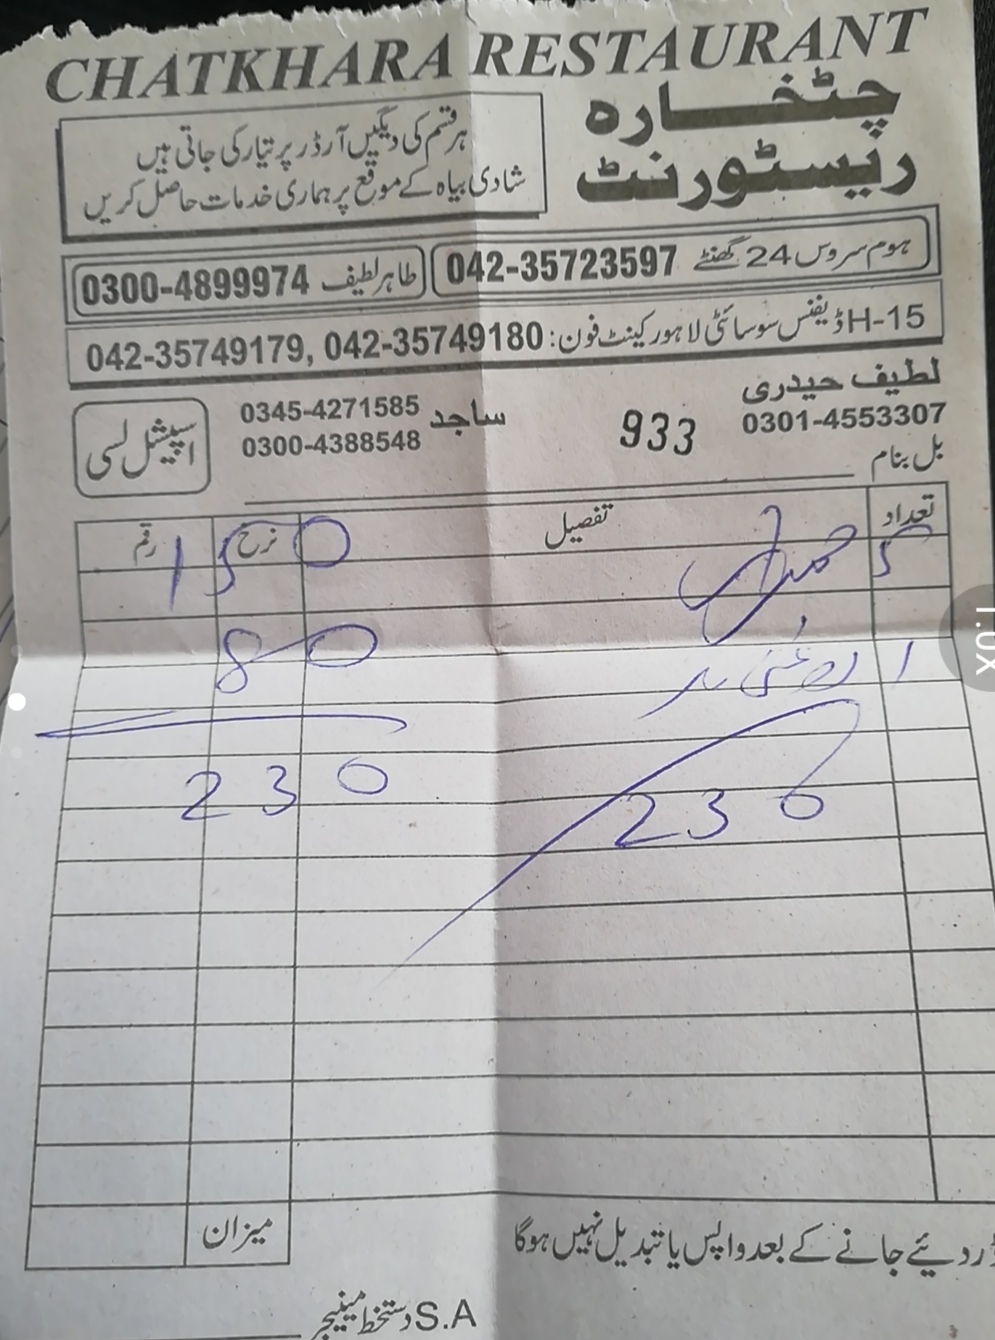 CHATKHARA RESTAURANT
چٹخارہ
ریسٹورنٹ
ہر قسم کی دیگیں آرڈر پر تیار کی جاتی ہیں
شادی بیاہ کے موقع پر ہماری خدمات حاصل کریں
ہوم سروس 24 گھنٹے 042-35723597
طاہر لطیف 0300-4899974
H-15 ڈیفنس سوسائٹی لاہور کینٹ فون: 042-35749179, 042-35749180
لطیف حیدری
0301-4553307
933
ساجد 0345-4271585
0300-4388548
اسپیشل لسی
بل بنام
تعداد تفصیل نرخ رقم
5 150
1 80
230
230
میزان
ردیئے جانے کے بعد واپس یا تبدیل نہیں ہوگا
S.A دستخط مینیجر
1.0x